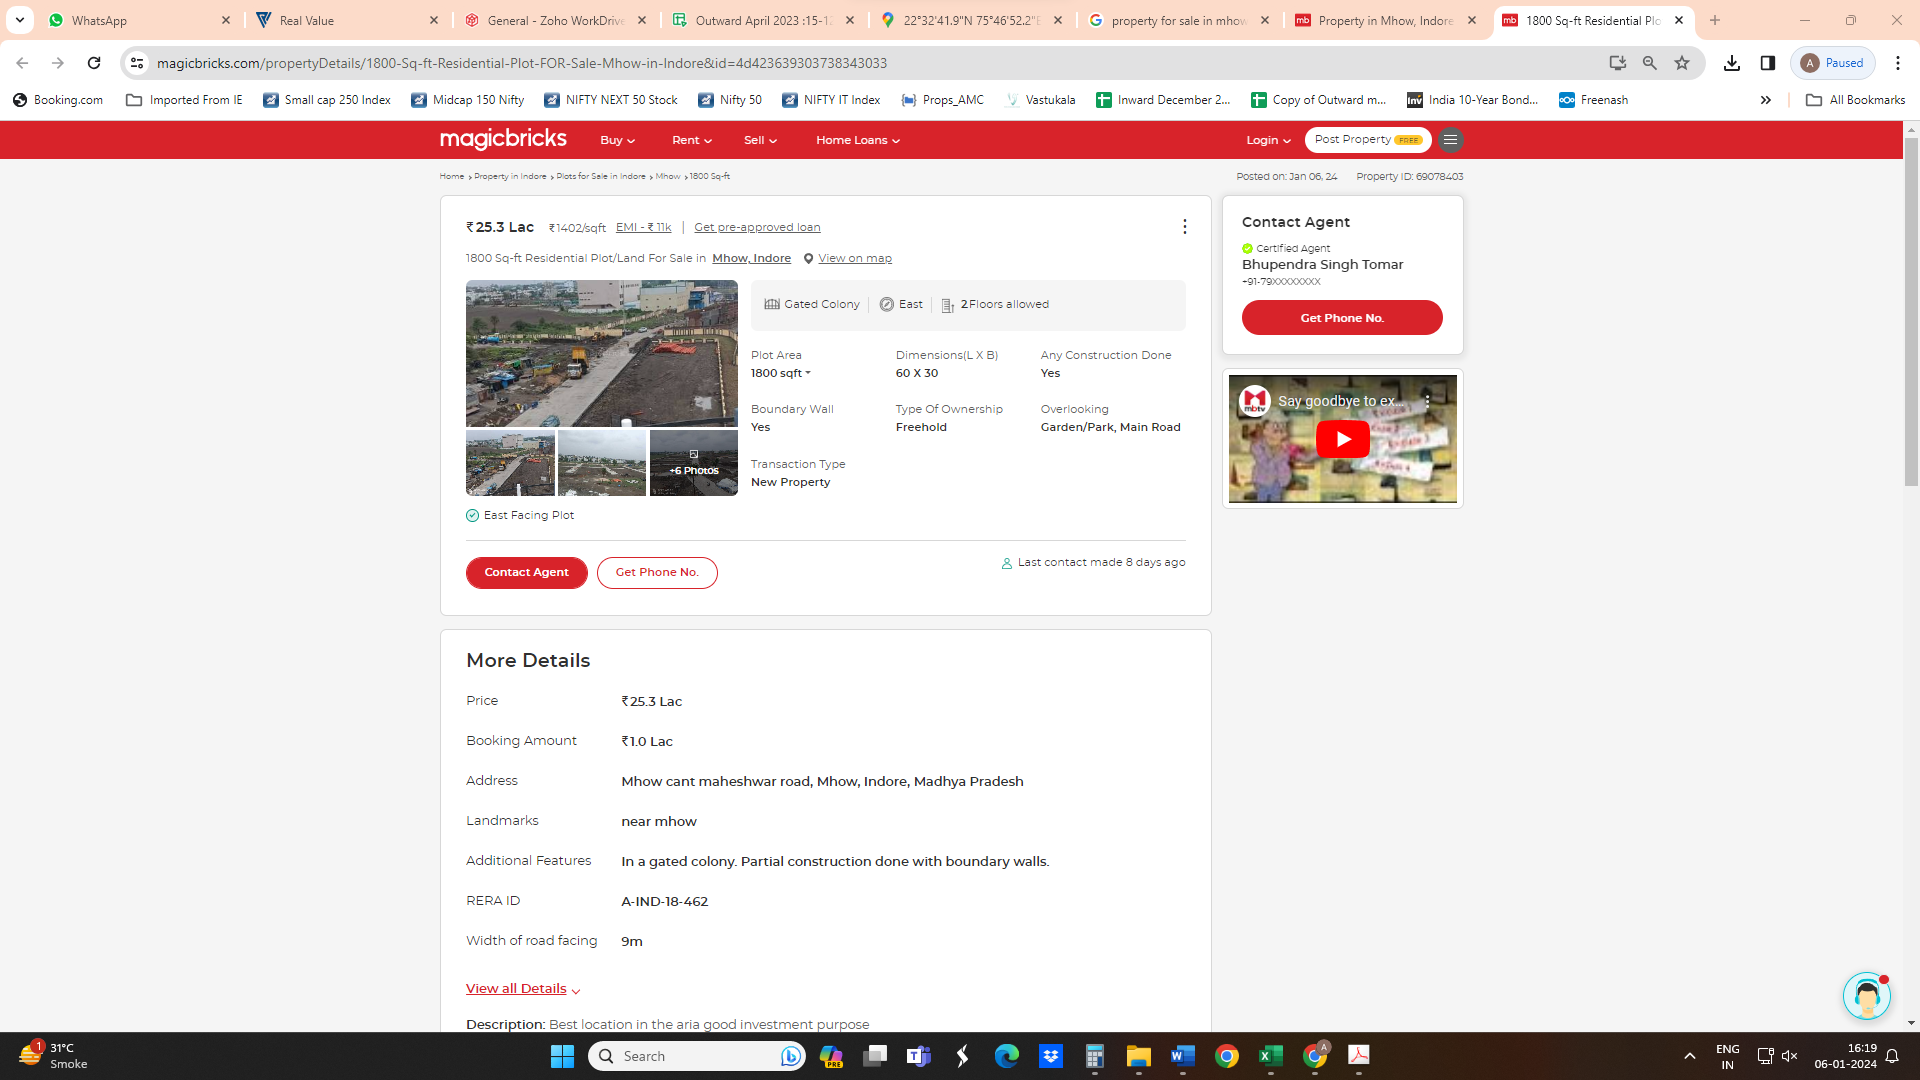 WhatsApp
Real Value
General - Zoho WorkDrive
Outward April 2023 :15-12
22°32'41.9"N 75°46'52.2"E
property for sale in mhow
Property in Mhow, Indore
1800 Sq-ft Residential Plo
magicbricks.com/propertyDetails/1800-Sq-ft-Residential-Plot-FOR-Sale-Mhow-in-Indore&id=4d423639303738343033
A Paused
Booking.com
Imported From IE
Small cap 250 Index
Midcap 150 Nifty
NIFTY NEXT 50 Stock
Nifty 50
NIFTY IT Index
Props_AMC
Vastukala
Inward December 2...
Copy of Outward m...
India 10-Year Bond...
Freenash
»
All Bookmarks
magicbricks
Buy
Rent
Sell
Home Loans
Login
Post Property FREE
Home > Property in Indore > Plots for Sale in Indore > Mhow > 1800 Sq-ft
Posted on: Jan 06, 24 Property ID: 69078403
₹25.3 Lac ₹1402/sqft EMI - ₹ 11k | Get pre-approved loan
1800 Sq-ft Residential Plot/Land For Sale in Mhow, Indore View on map
Gated Colony East 2 Floors allowed
Plot Area
1800 sqft
Dimensions(L X B)
60 X 30
Any Construction Done
Yes
Boundary Wall
Yes
Type Of Ownership
Freehold
Overlooking
Garden/Park, Main Road
Transaction Type
New Property
+6 Photos
East Facing Plot
Contact Agent
Get Phone No.
Last contact made 8 days ago
Contact Agent
Certified Agent
Bhupendra Singh Tomar
+91-79XXXXXXXX
Get Phone No.
mbtv
Say goodbye to ex...
More Details
Price ₹25.3 Lac
Booking Amount ₹1.0 Lac
Address Mhow cant maheshwar road, Mhow, Indore, Madhya Pradesh
Landmarks near mhow
Additional Features In a gated colony. Partial construction done with boundary walls.
RERA ID A-IND-18-462
Width of road facing 9m
View all Details
Description: Best location in the aria good investment purpose
1
31°C
Smoke
Search
PRE
A
ENG
IN
16:19
06-01-2024